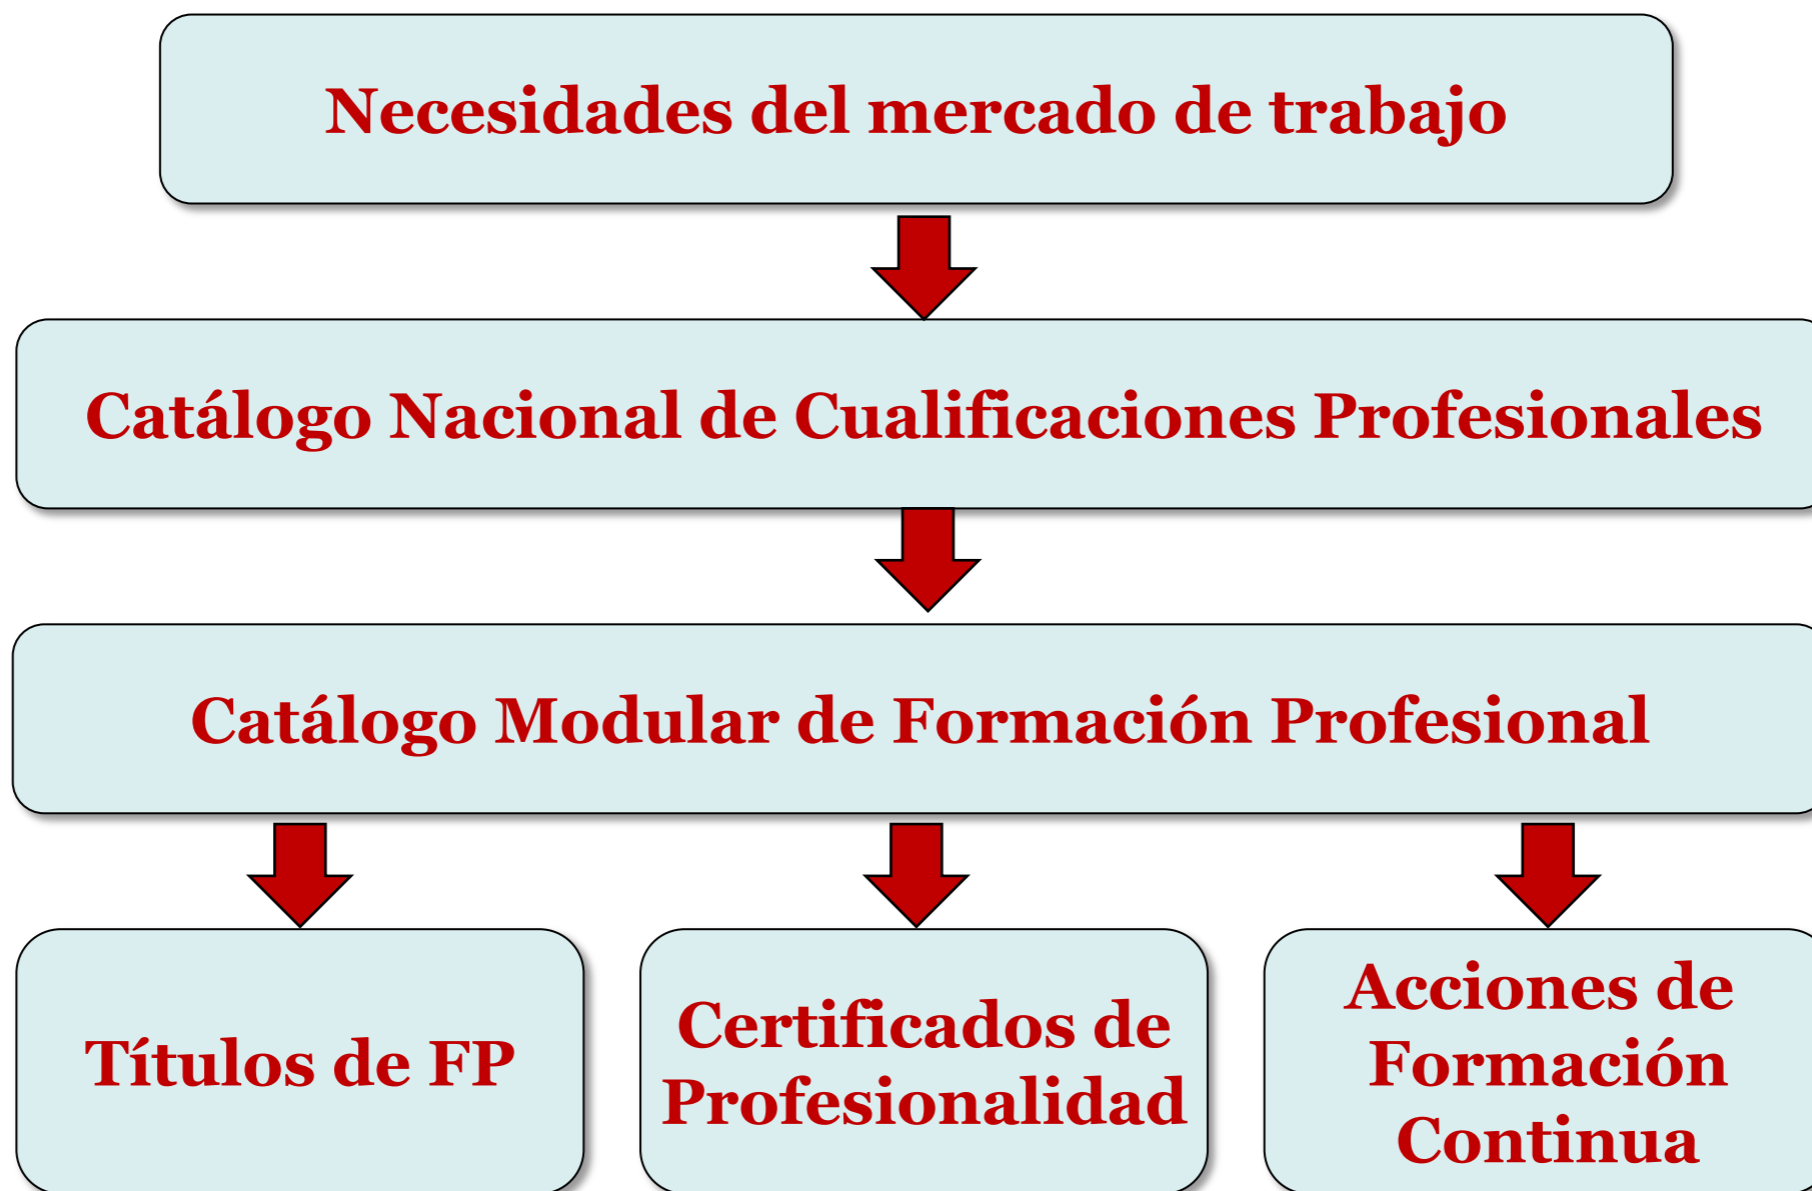 Necesidades del mercado de trabajo
Catálogo Nacional de Cualificaciones Profesionales
Catálogo Modular de Formación Profesional
Títulos de FP
Certificados de
Profesionalidad
Acciones de
Formación
Continua